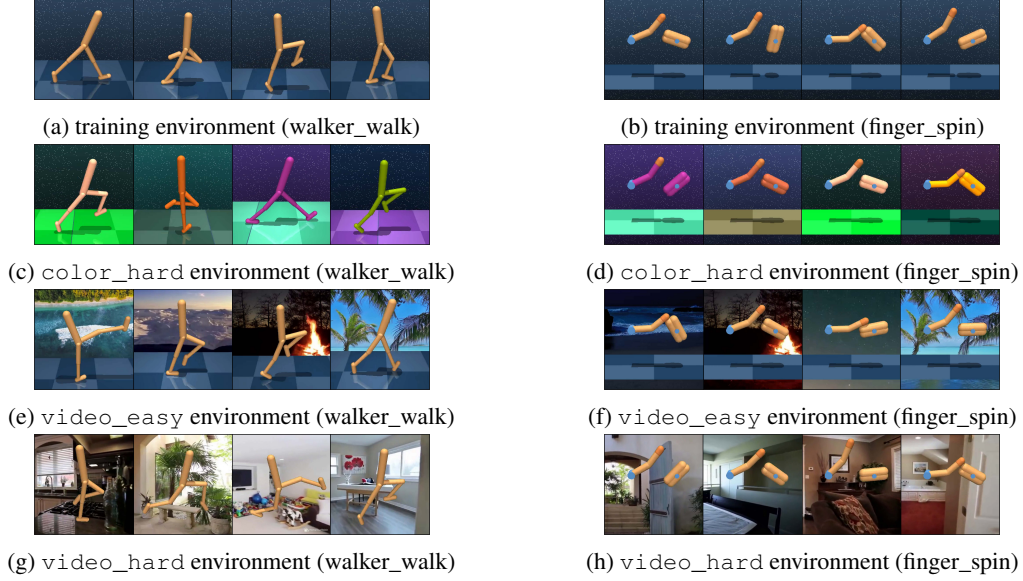 (a) training environment (walker_walk)
(b) training environment (finger_spin)
(c) color_hard environment (walker_walk)
(d) color_hard environment (finger_spin)
(e) video_easy environment (walker_walk)
(f) video_easy environment (finger_spin)
(g) video_hard environment (walker_walk)
(h) video_hard environment (finger_spin)